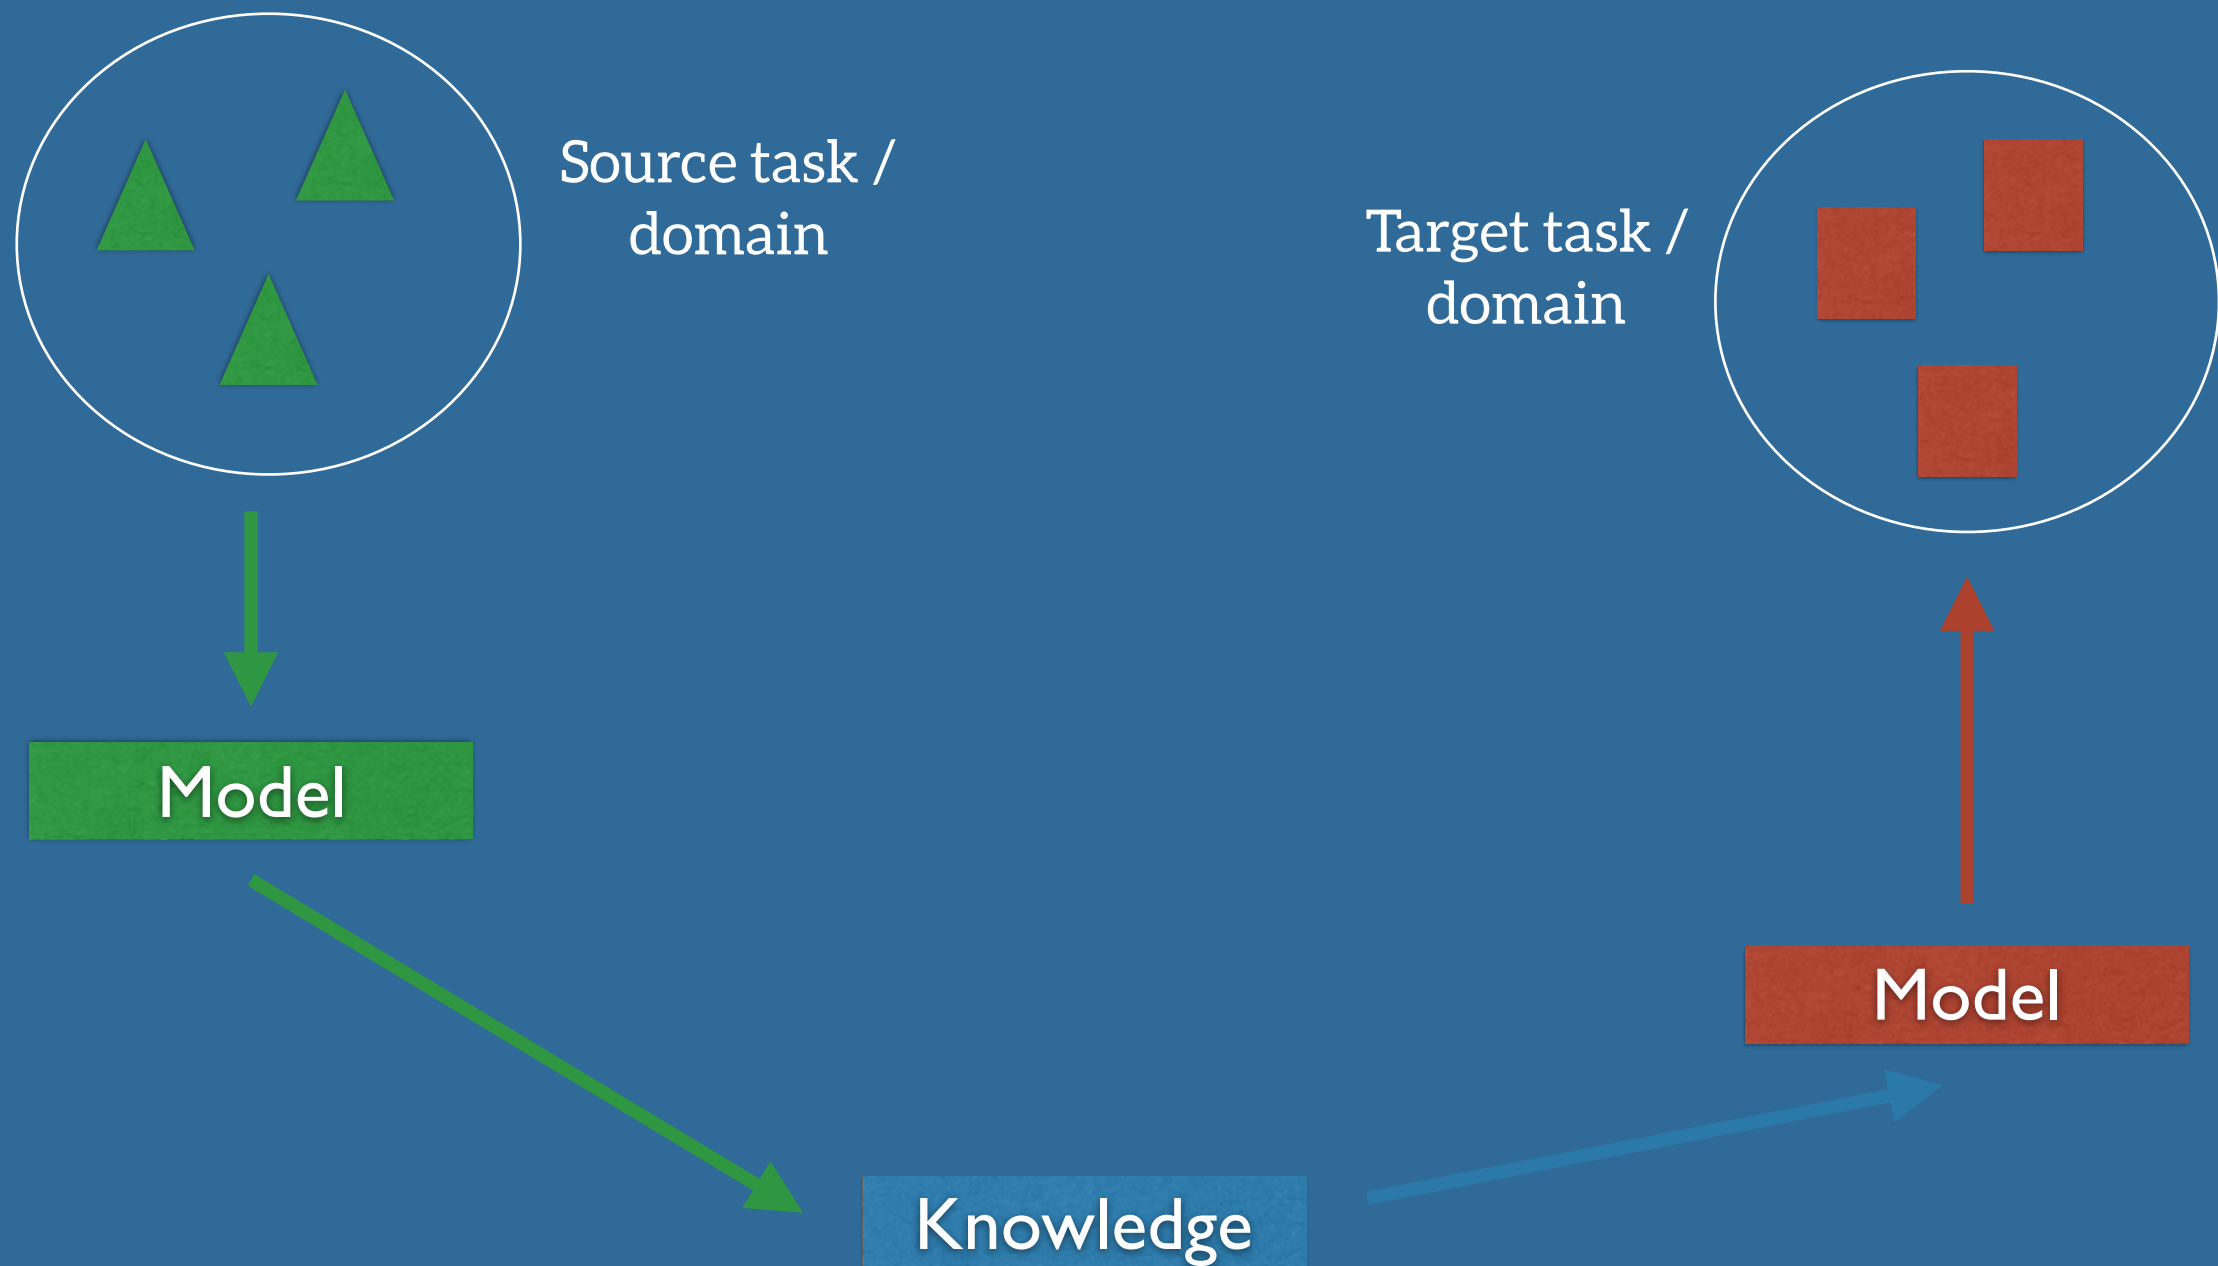 Source task /
domain
Target task /
domain
Model
Model
Knowledge